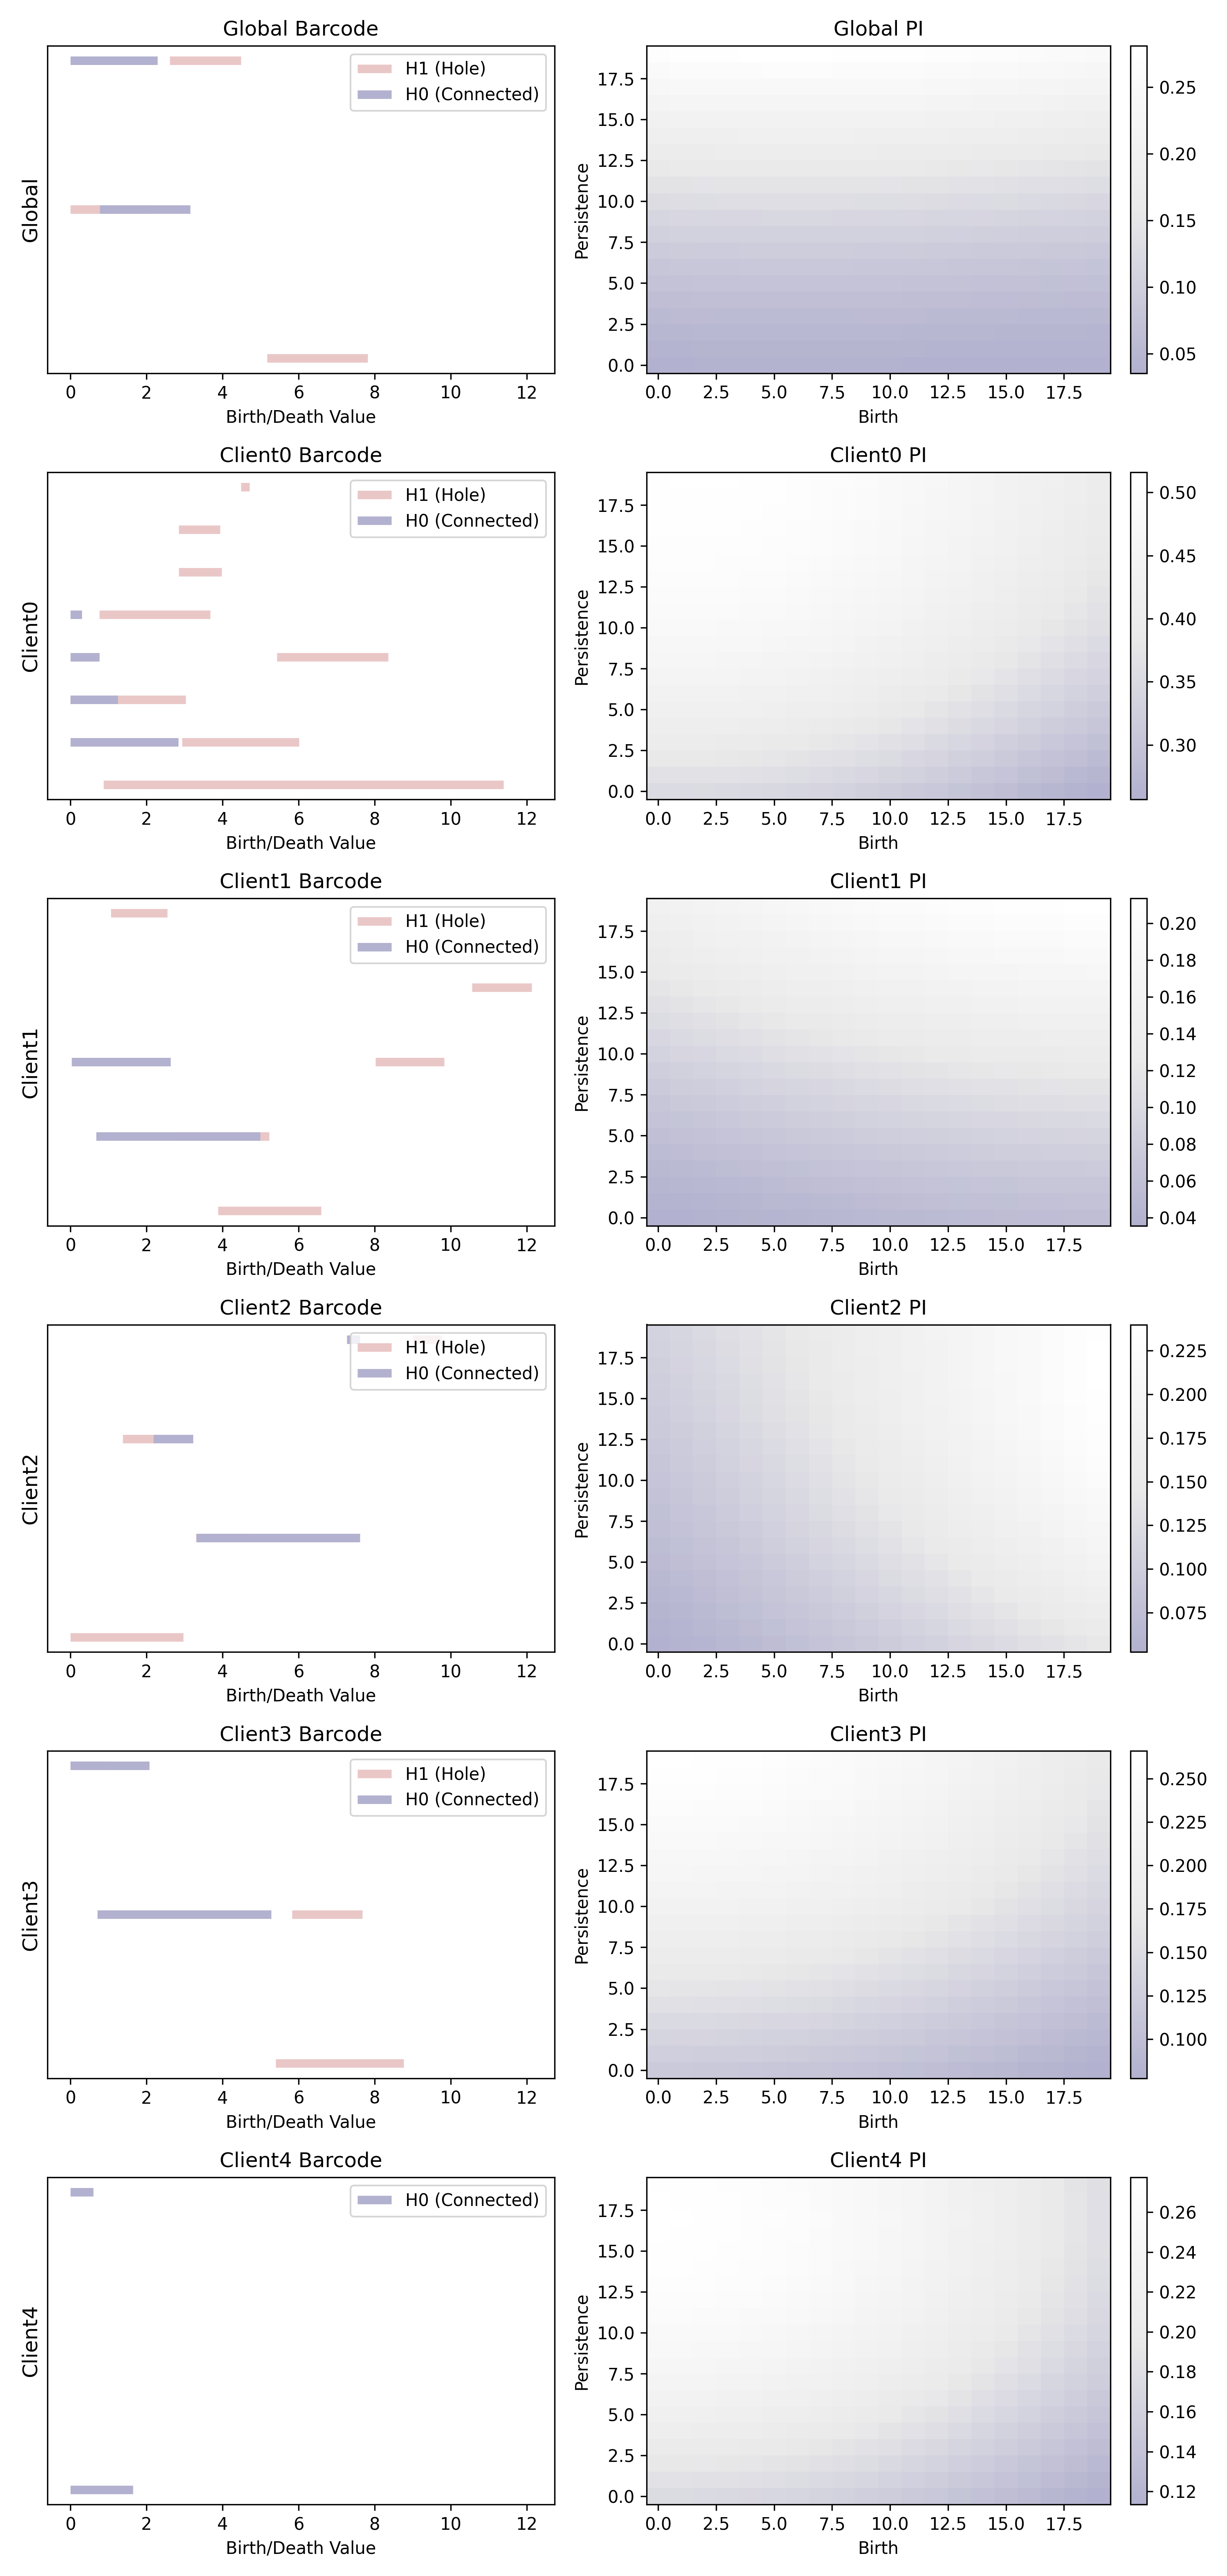 Global Barcode
Global PI
H1 (Hole)
H0 (Connected)
Global
0 2 4 6 8 10 12
Birth/Death Value
Persistence
17.5
15.0
12.5
10.0
7.5
5.0
2.5
0.0
0.0 2.5 5.0 7.5 10.0 12.5 15.0 17.5
Birth
0.25
0.20
0.15
0.10
0.05
Client0 Barcode
Client0 PI
H1 (Hole)
H0 (Connected)
Client0
0 2 4 6 8 10 12
Birth/Death Value
Persistence
17.5
15.0
12.5
10.0
7.5
5.0
2.5
0.0
0.0 2.5 5.0 7.5 10.0 12.5 15.0 17.5
Birth
0.50
0.45
0.40
0.35
0.30
Client1 Barcode
Client1 PI
H1 (Hole)
H0 (Connected)
Client1
0 2 4 6 8 10 12
Birth/Death Value
Persistence
17.5
15.0
12.5
10.0
7.5
5.0
2.5
0.0
0.0 2.5 5.0 7.5 10.0 12.5 15.0 17.5
Birth
0.20
0.18
0.16
0.14
0.12
0.10
0.08
0.06
0.04
Client2 Barcode
Client2 PI
H1 (Hole)
H0 (Connected)
Client2
0 2 4 6 8 10 12
Birth/Death Value
Persistence
17.5
15.0
12.5
10.0
7.5
5.0
2.5
0.0
0.0 2.5 5.0 7.5 10.0 12.5 15.0 17.5
Birth
0.225
0.200
0.175
0.150
0.125
0.100
0.075
Client3 Barcode
Client3 PI
H1 (Hole)
H0 (Connected)
Client3
0 2 4 6 8 10 12
Birth/Death Value
Persistence
17.5
15.0
12.5
10.0
7.5
5.0
2.5
0.0
0.0 2.5 5.0 7.5 10.0 12.5 15.0 17.5
Birth
0.250
0.225
0.200
0.175
0.150
0.125
0.100
Client4 Barcode
Client4 PI
H0 (Connected)
Client4
0 2 4 6 8 10 12
Birth/Death Value
Persistence
17.5
15.0
12.5
10.0
7.5
5.0
2.5
0.0
0.0 2.5 5.0 7.5 10.0 12.5 15.0 17.5
Birth
0.26
0.24
0.22
0.20
0.18
0.16
0.14
0.12